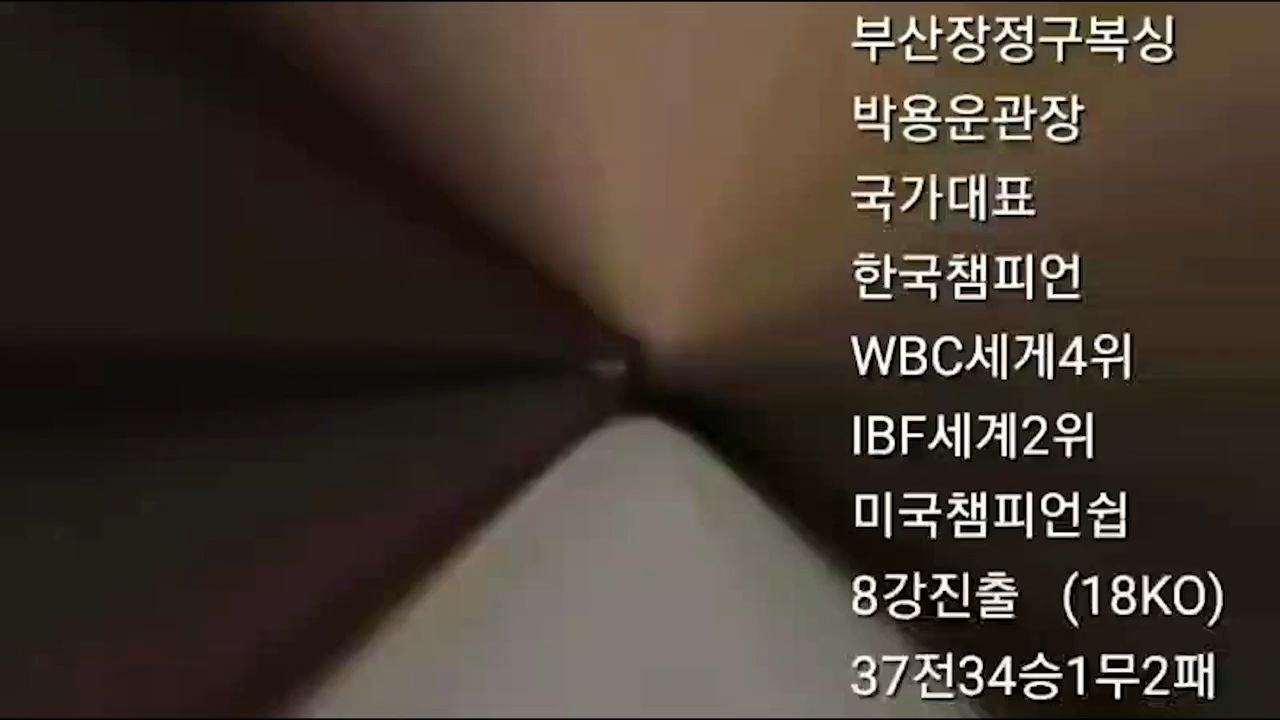 부산장정구복싱
박용운관장
국가대표
한국챔피언
WBC세게4위
IBF세계2위
미국챔피언쉽
8강진출 (18KO)
37전34승1무2패